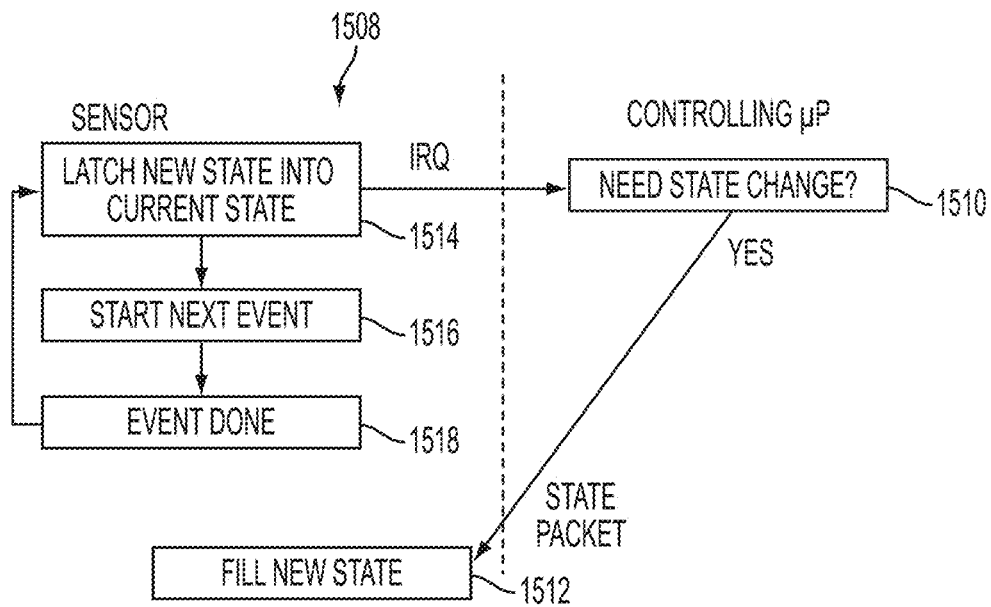 1508
SENSOR
CONTROLLING µP
LATCH NEW STATE INTO
CURRENT STATE
1514
IRQ
NEED STATE CHANGE?
1510
YES
START NEXT EVENT
1516
EVENT DONE
1518
STATE
PACKET
FILL NEW STATE
1512